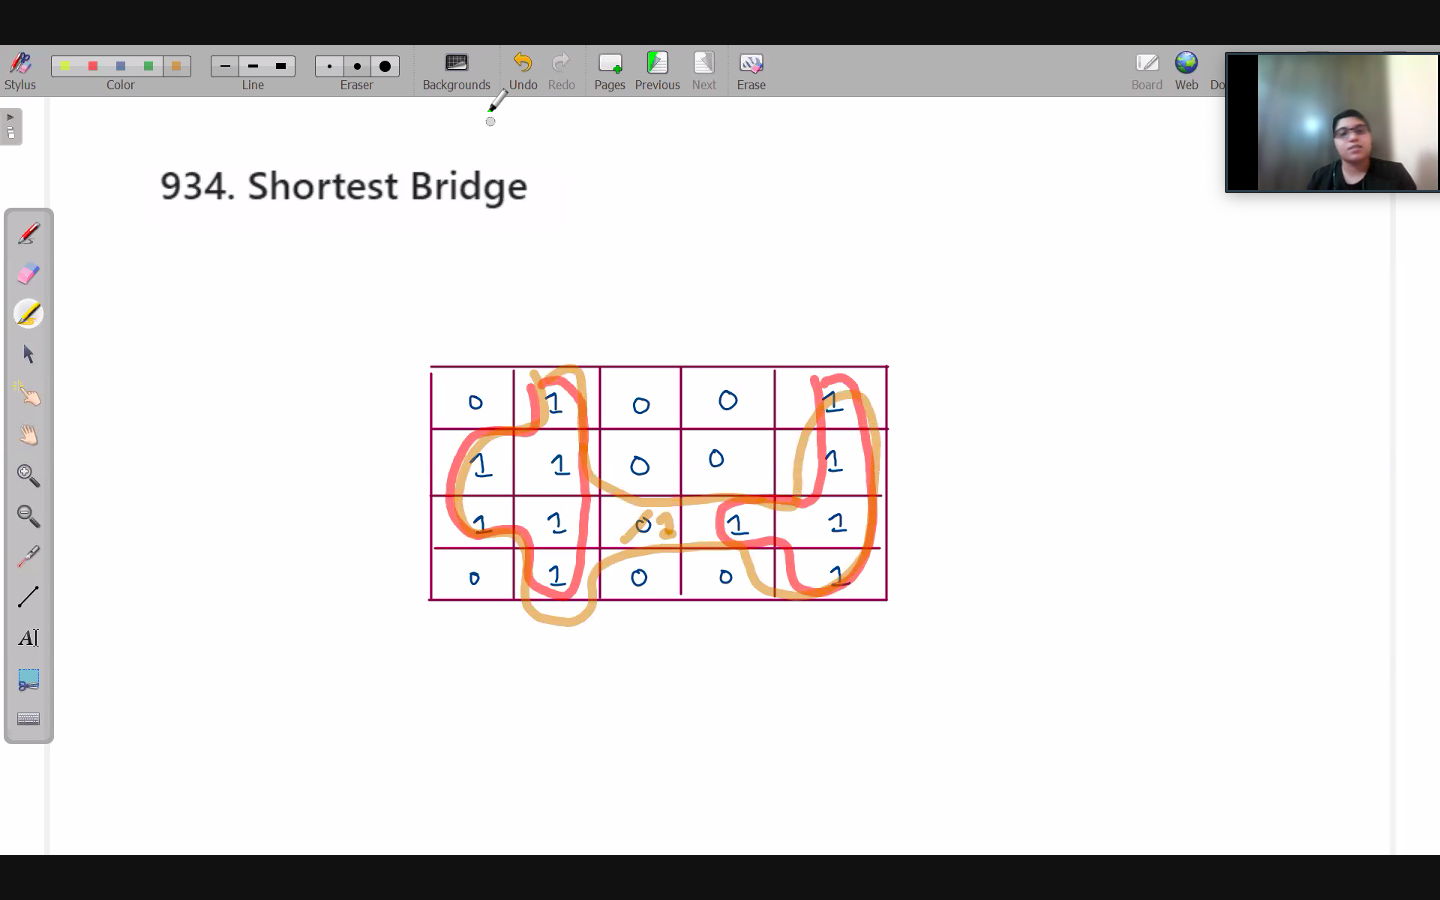 Stylus Color Line Eraser Backgrounds Undo Redo Pages Previous Next Erase Board Web Do
934. Shortest Bridge
0 1 0 0 1
1 1 0 0 1
1 1 0 1 1 1
0 1 0 0 1
AI